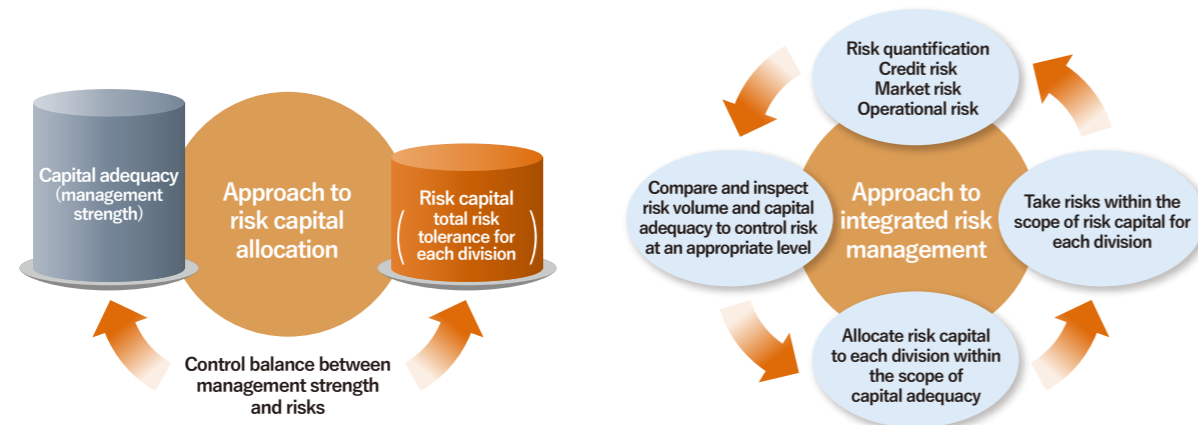 Capital adequacy
(management
strength)
Approach to
risk capital
allocation
Risk capital
(total risk
tolerance for
each division)
Control balance between
management strength
and risks
Risk quantification
Credit risk
Market risk
Operational risk
Compare and inspect
risk volume and capital
adequacy to control risk
at an appropriate level
Approach to
integrated risk
management
Take risks within the
scope of risk capital for
each division
Allocate risk capital
to each division within
the scope of
capital adequacy